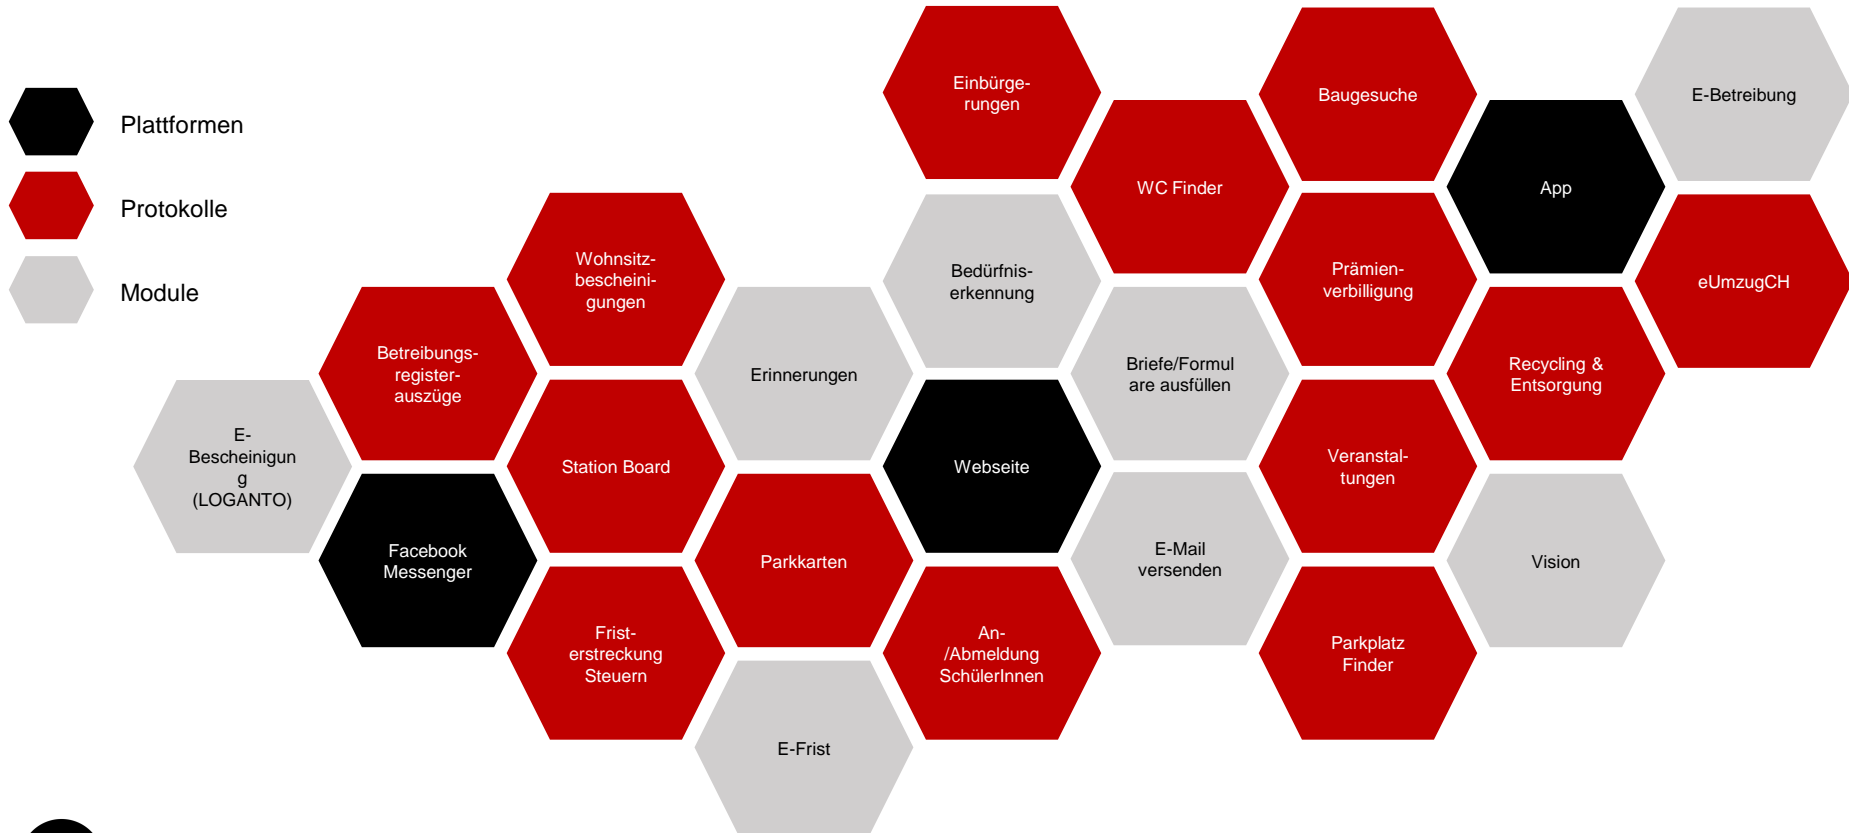 Plattformen
Protokolle
Module
Einbürge-
rungen
Baugesuche
E-Betreibung
WC Finder
App
Wohnsitz-
bescheini-
gungen
Bedürfnis-
erkennung
Prämien-
verbilligung
eUmzugCH
Betreibungs-
register-
auszüge
Erinnerungen
Briefe/Formul
are ausfüllen
Recycling &
Entsorgung
E-
Bescheinigun
g
(LOGANTO)
Station Board
Webseite
Veranstal-
tungen
Facebook
Messenger
Parkkarten
E-Mail
versenden
Vision
Frist-
erstreckung
Steuern
An-
/Abmeldung
SchülerInnen
Parkplatz
Finder
E-Frist